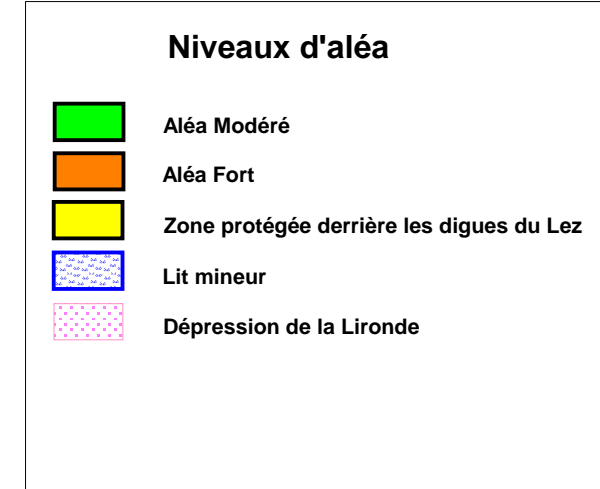 Niveaux d'aléa
Aléa Modéré
Aléa Fort
Zone protégée derrière les digues du Lez
Lit mineur
Dépression de la Lironde